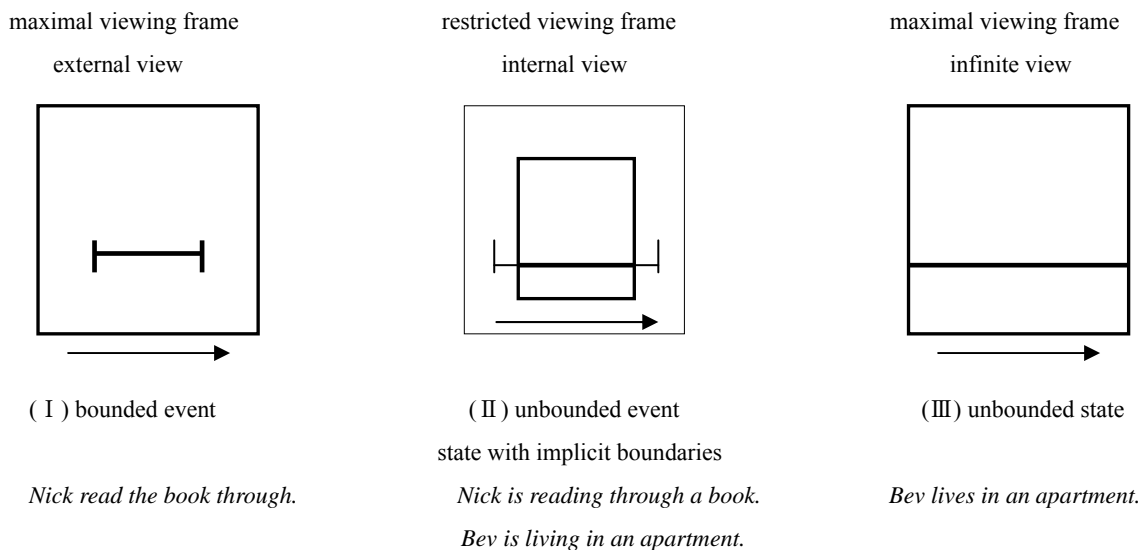 maximal viewing frame
external view
restricted viewing frame
internal view
maximal viewing frame
infinite view
(Ⅰ) bounded event
(Ⅱ) unbounded event
state with implicit boundaries
(Ⅲ) unbounded state
Nick read the book through.
Nick is reading through a book.
Bev is living in an apartment.
Bev lives in an apartment.